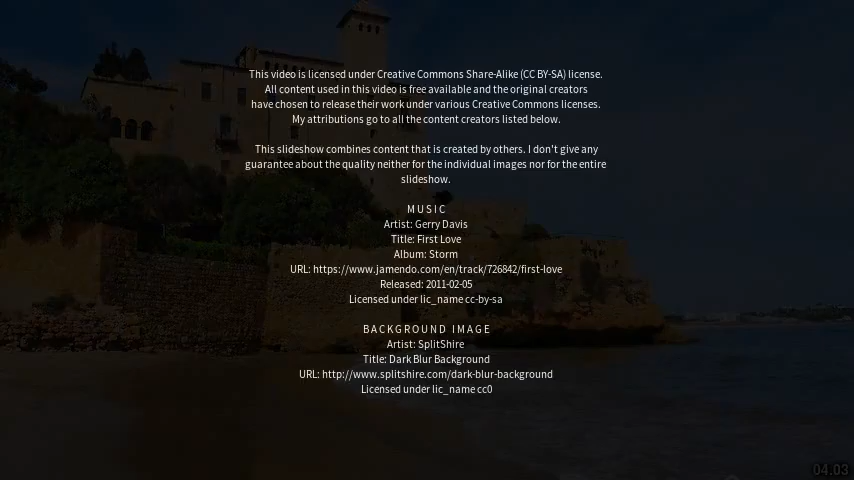 This video is licensed under Creative Commons Share-Alike (CC BY-SA) license.
All content used in this video is free available and the original creators
have chosen to release their work under various Creative Commons licenses.
My attributions go to all the content creators listed below.
This slideshow combines content that is created by others. I don't give any
guarantee about the quality neither for the individual images nor for the entire
slideshow.
MUSIC
Artist: Gerry Davis
Title: First Love
Album: Storm
URL: https://www.jamendo.com/en/track/726842/first-love
Released: 2011-02-05
Licensed under lic_name cc-by-sa
BACKGROUND IMAGE
Artist: SplitShire
Title: Dark Blur Background
URL: http://www.splitshire.com/dark-blur-background
Licensed under lic_name cc0
04.03